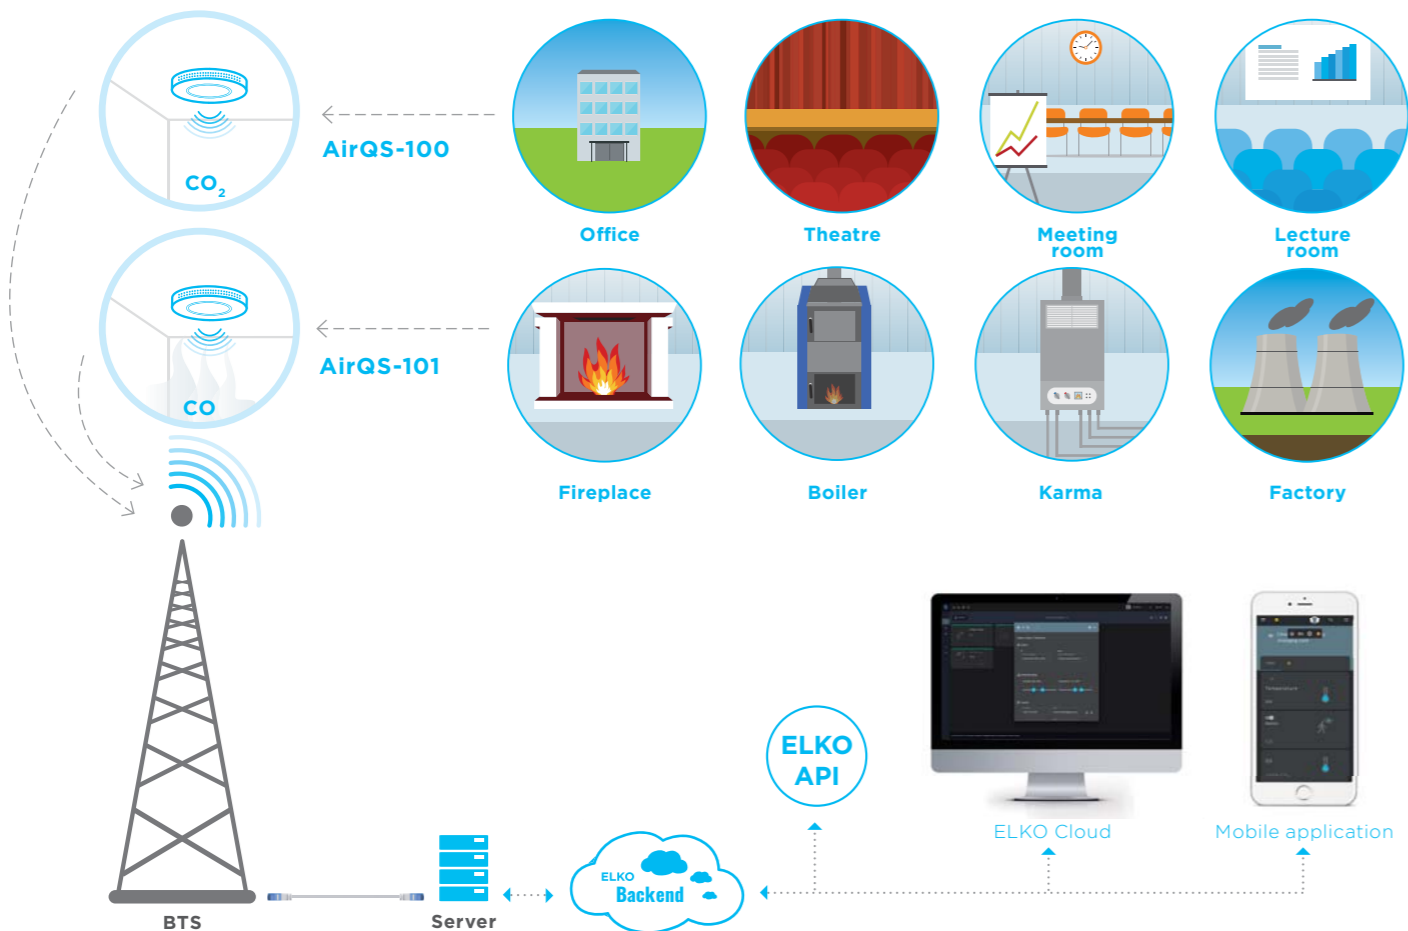 CO2
AirQS-100
Office
Theatre
Meeting
room
Lecture
room
CO
AirQS-101
Fireplace
Boiler
Karma
Factory
ELKO
API
ELKO Cloud
Mobile application
ELKO
Backend
BTS
Server